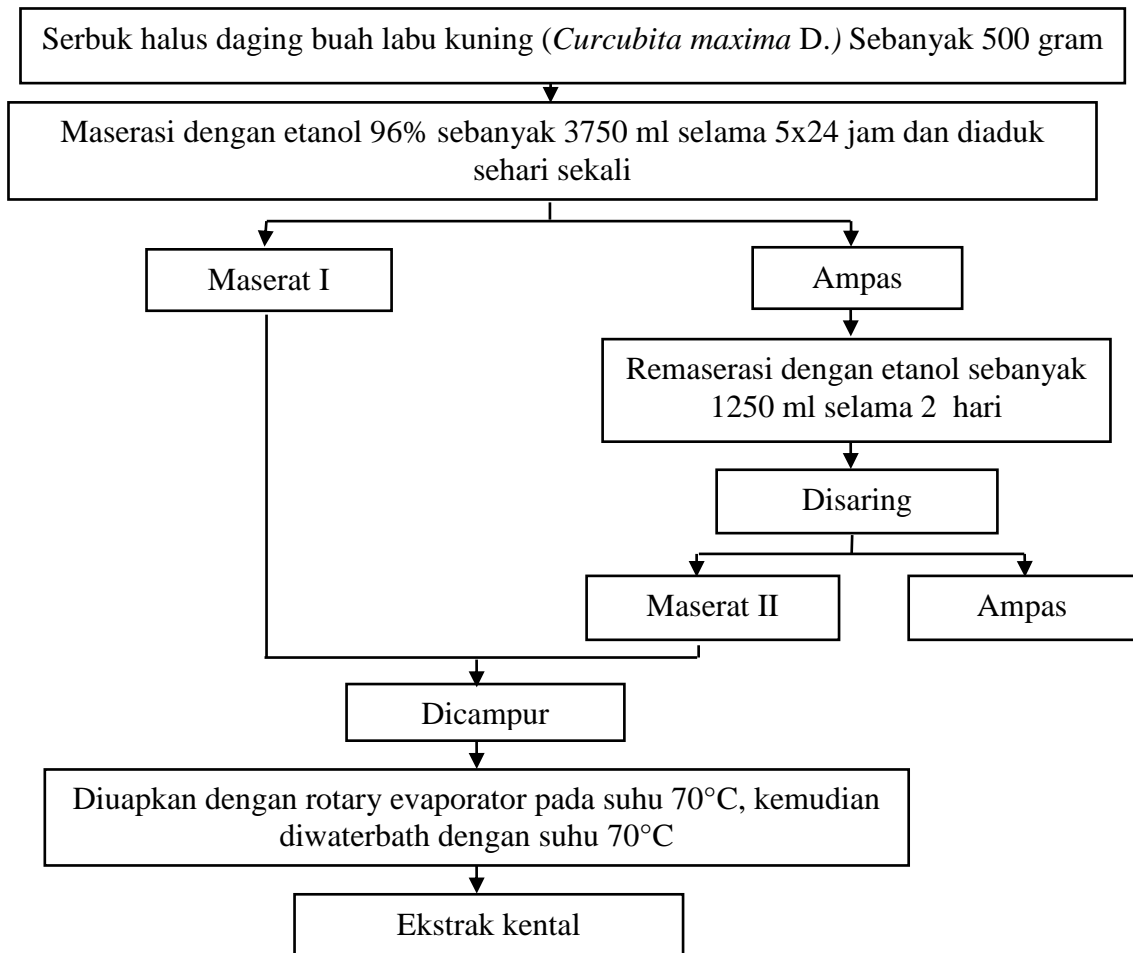 Serbuk halus daging buah labu kuning (Curcubita maxima D.) Sebanyak 500 gram
Maserasi dengan etanol 96% sebanyak 3750 ml selama 5x24 jam dan diaduk
sehari sekali
Maserat I
Ampas
Remaserasi dengan etanol sebanyak
1250 ml selama 2 hari
Disaring
Maserat II
Ampas
Dicampur
Diuapkan dengan rotary evaporator pada suhu 70°C, kemudian
diwaterbath dengan suhu 70°C
Ekstrak kental